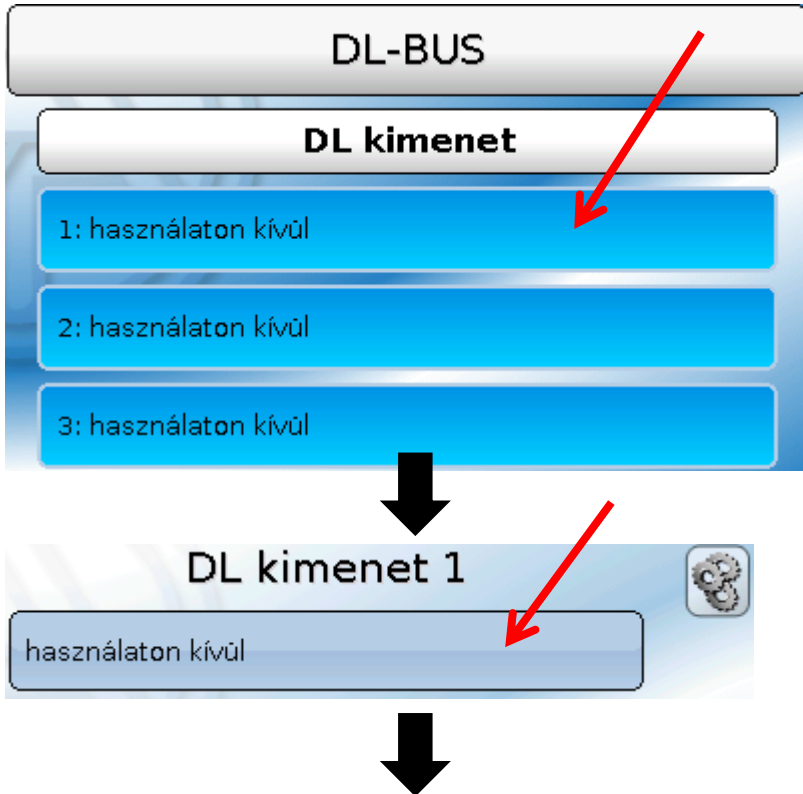 DL-BUS
DL kimenet
1: használaton kívül
2: használaton kívül
3: használaton kívül
DL kimenet 1
használaton kívül